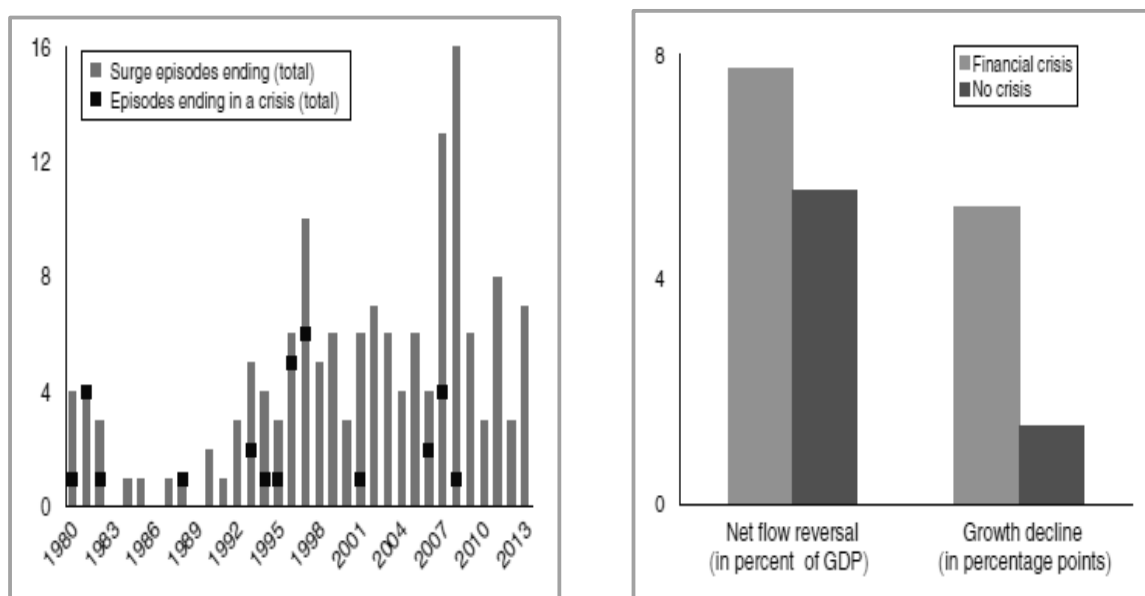 16
12
8
4
0
Surge episodes ending (total)
Episodes ending in a crisis (total)
1980
1983
1986
1989
1992
1995
1998
2001
2004
2007
2010
2013
8
4
0
Financial crisis
No crisis
Net flow reversal
(in percent of GDP)
Growth decline
(in percentage points)